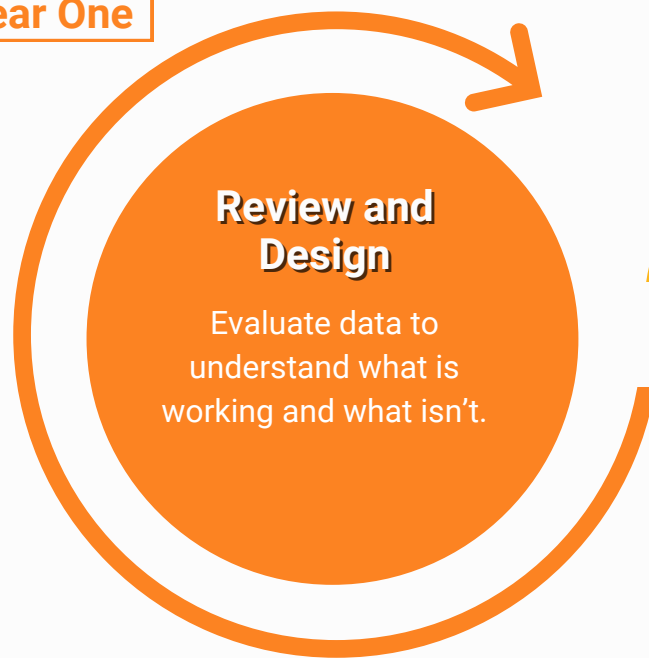 ear One
Review and
Design
Evaluate data to
understand what is
working and what isn’t.